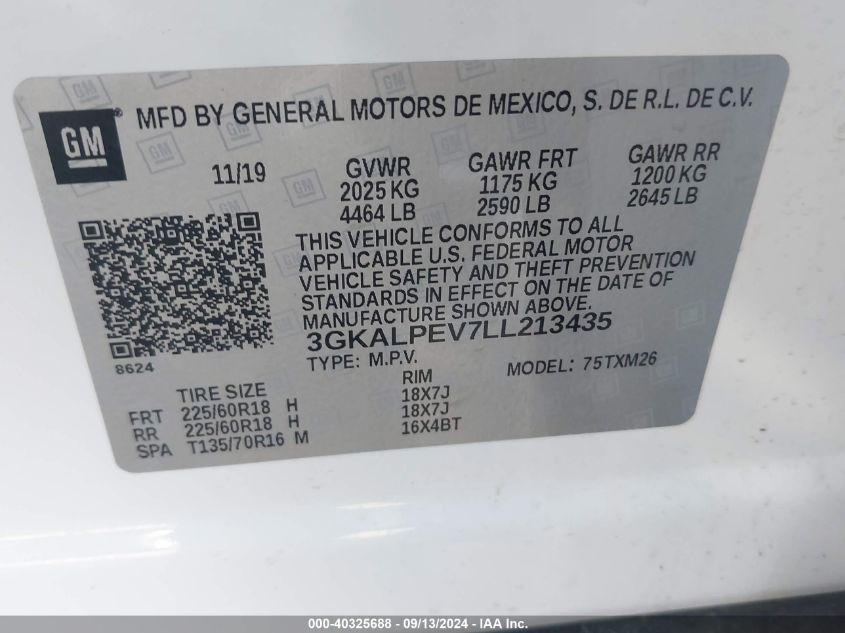 GM
MFD BY GENERAL MOTORS DE MEXICO, S. DE R.L. DE C.V.
11/19
GVWR
2025 KG
4464 LB
GAWR FRT
1175 KG
2590 LB
GAWR RR
1200 KG
2645 LB
THIS VEHICLE CONFORMS TO ALL
APPLICABLE U.S. FEDERAL MOTOR
VEHICLE SAFETY AND THEFT PREVENTION
STANDARDS IN EFFECT ON THE DATE OF
MANUFACTURE SHOWN ABOVE.
3GKALPEV7LL213435
8624
TYPE: M.P.V.
MODEL: 75TXM26
TIRE SIZE RIM
FRT 225/60R18 H 18X7J
RR 225/60R18 H 18X7J
SPA T135/70R16 M 16X4BT
000-40325688 - 09/13/2024 - IAAI.com